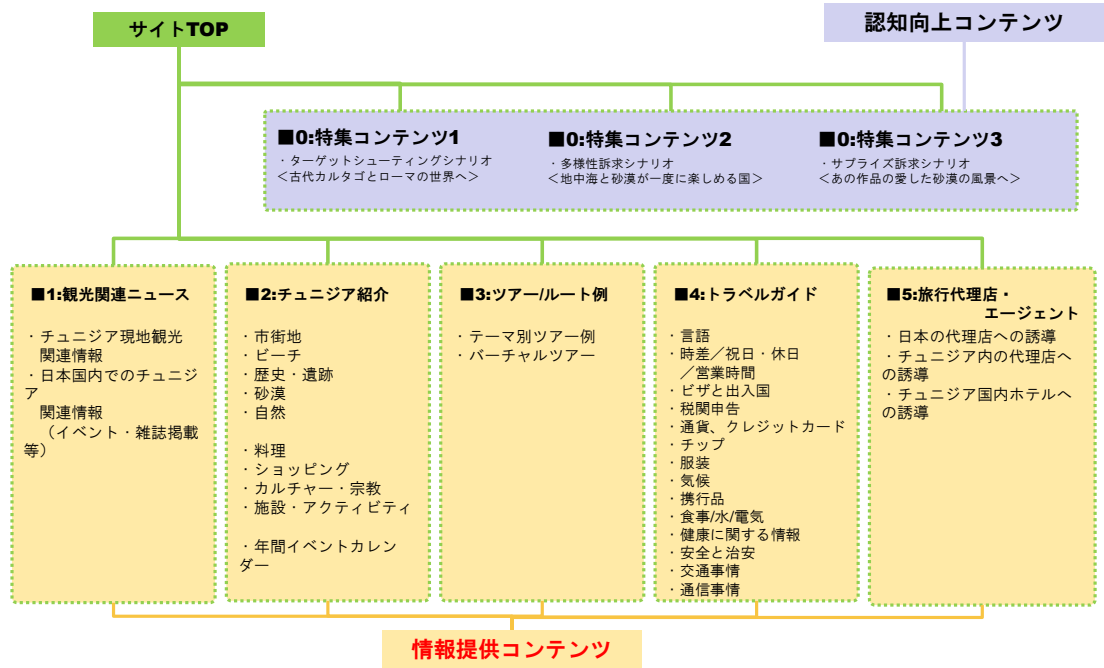 サイトTOP
認知向上コンテンツ
■0:特集コンテンツ1
・ターゲットシューティングシナリオ
＜古代カルタゴとローマの世界へ＞
■0:特集コンテンツ2
・多様性訴求シナリオ
＜地中海と砂漠が一度に楽しめる国＞
■0:特集コンテンツ3
・サプライズ訴求シナリオ
＜あの作品の愛した砂漠の風景へ＞
■1:観光関連ニュース
・チュニジア現地観光
関連情報
・日本国内でのチュニジ
ア
関連情報
（イベント・雑誌掲載
等）
■2:チュニジア紹介
・市街地
・ビーチ
・歴史・遺跡
・砂漠
・自然
・料理
・ショッピング
・カルチャー・宗教
・施設・アクティビティ
・年間イベントカレン
ダー
■3:ツアー/ルート例
・テーマ別ツアー例
・バーチャルツアー
■4:トラベルガイド
・言語
・時差／祝日・休日
／営業時間
・ビザと出入国
・税関申告
・通貨、クレジットカード
・チップ
・服装
・気候
・携行品
・食事/水/電気
・健康に関する情報
・安全と治安
・交通事情
・通信事情
■5:旅行代理店・
エージェント
・日本の代理店への誘導
・チュニジア内の代理店へ
の誘導
・チュニジア国内ホテルへ
の誘導
情報提供コンテンツ